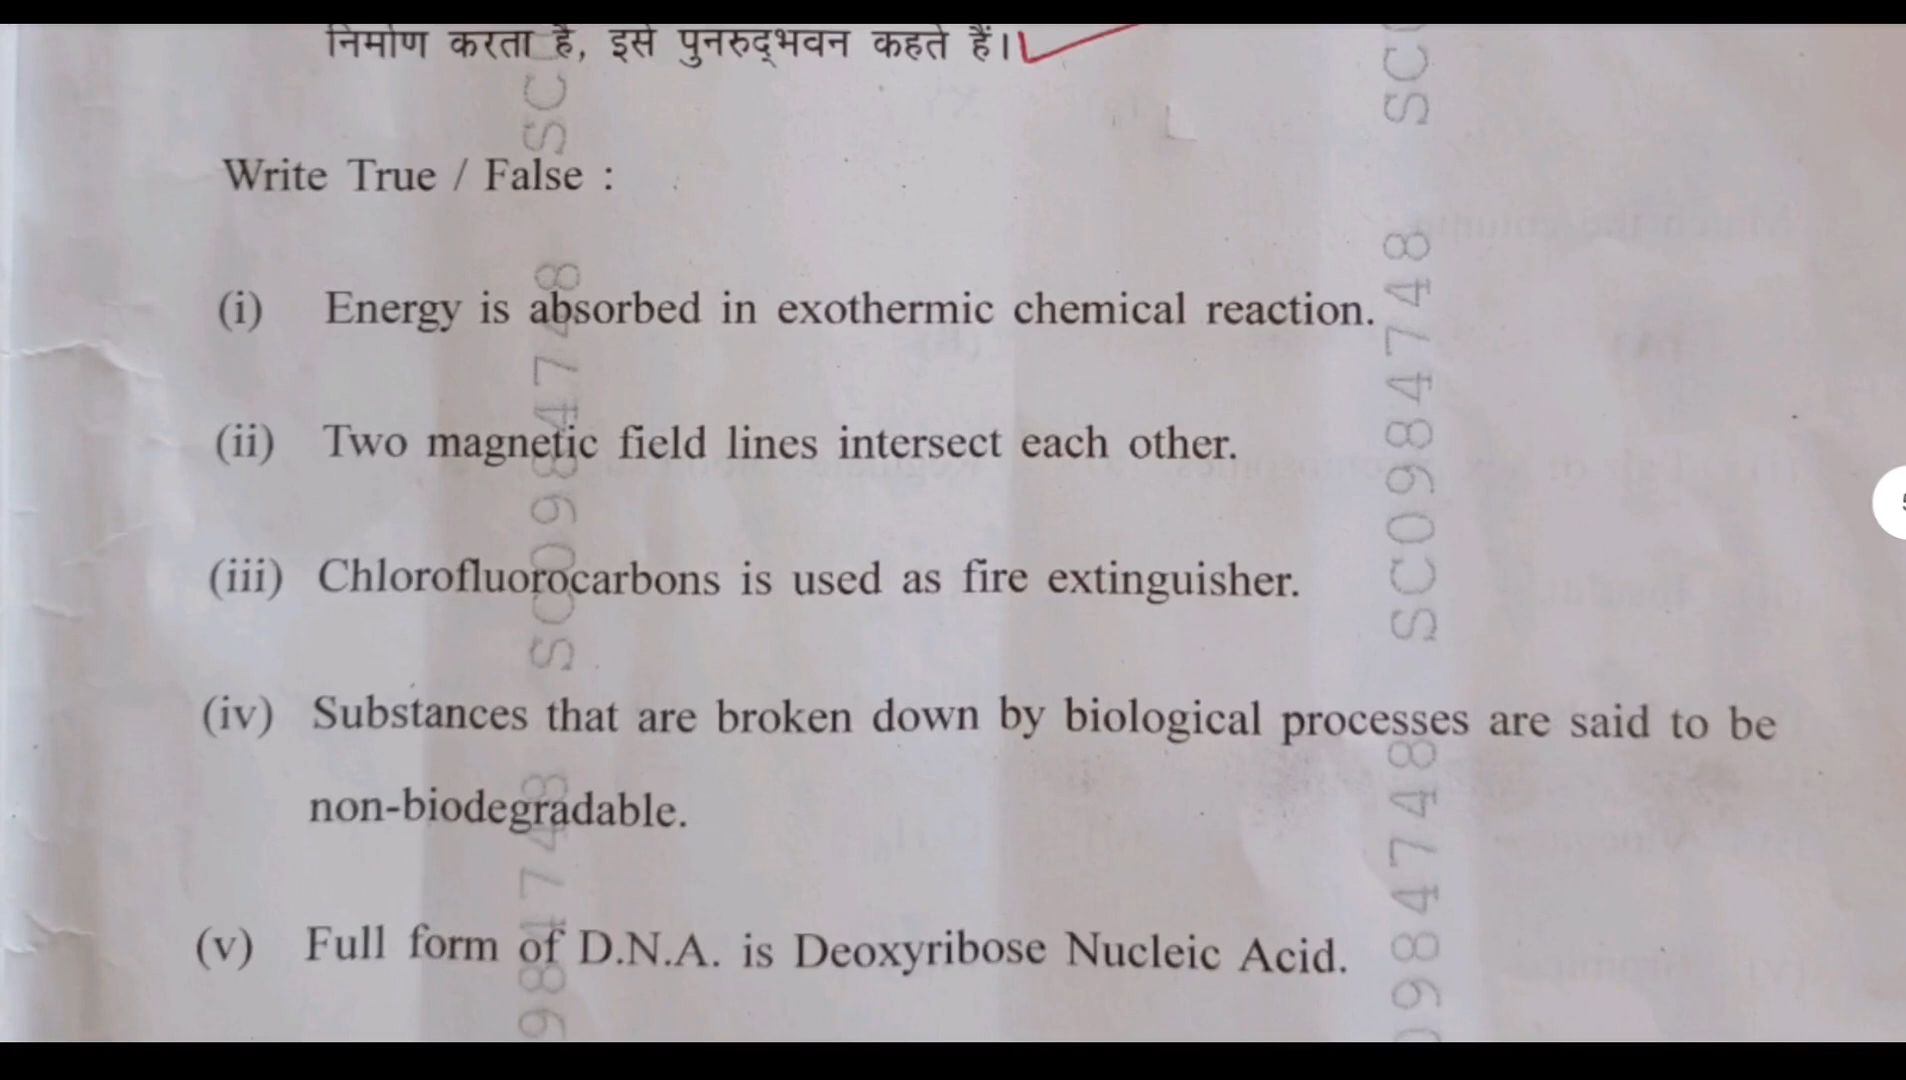 निर्माण करता है, इसे पुनरुद्भवन कहते हैं।
Write True / False :
(i) Energy is absorbed in exothermic chemical reaction.
(ii) Two magnetic field lines intersect each other.
(iii) Chlorofluorocarbons is used as fire extinguisher.
(iv) Substances that are broken down by biological processes are said to be
non-biodegradable.
(v) Full form of D.N.A. is Deoxyribose Nucleic Acid.
SC0984748
SC0984748